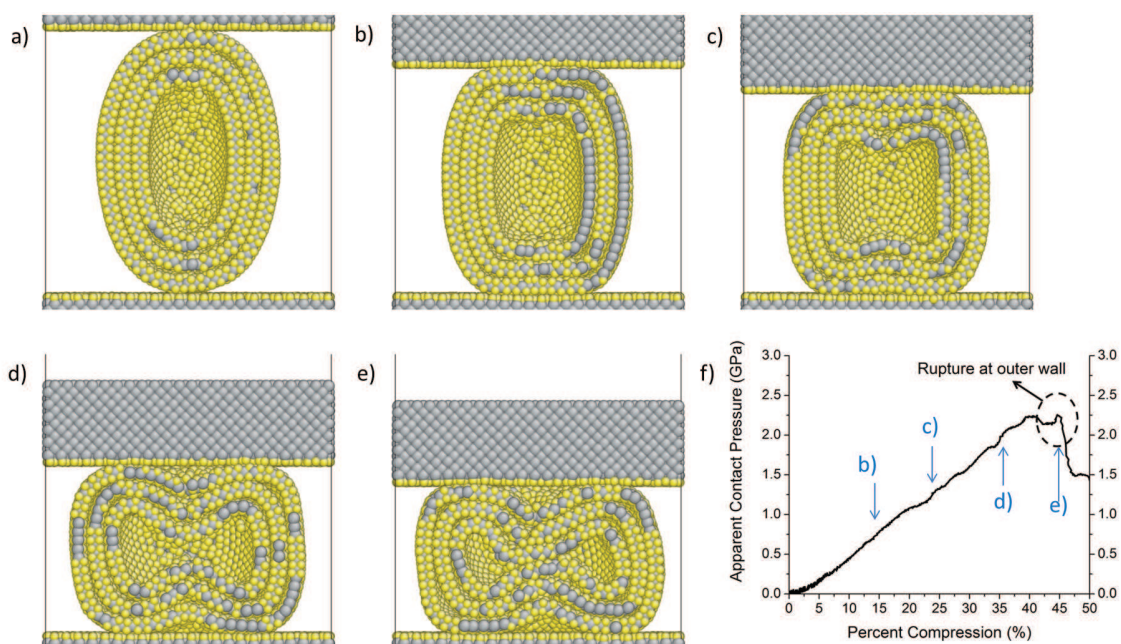 a)
b)
c)
d)
e)
f)
Apparent Contact Pressure (GPa)
3.0
2.5
2.0
1.5
1.0
0.5
0.0
Rupture at outer wall
b)
c)
d)
e)
3.0
2.5
2.0
1.5
1.0
0.5
0.0
0 5 10 15 20 25 30 35 40 45 50
Percent Compression (%)